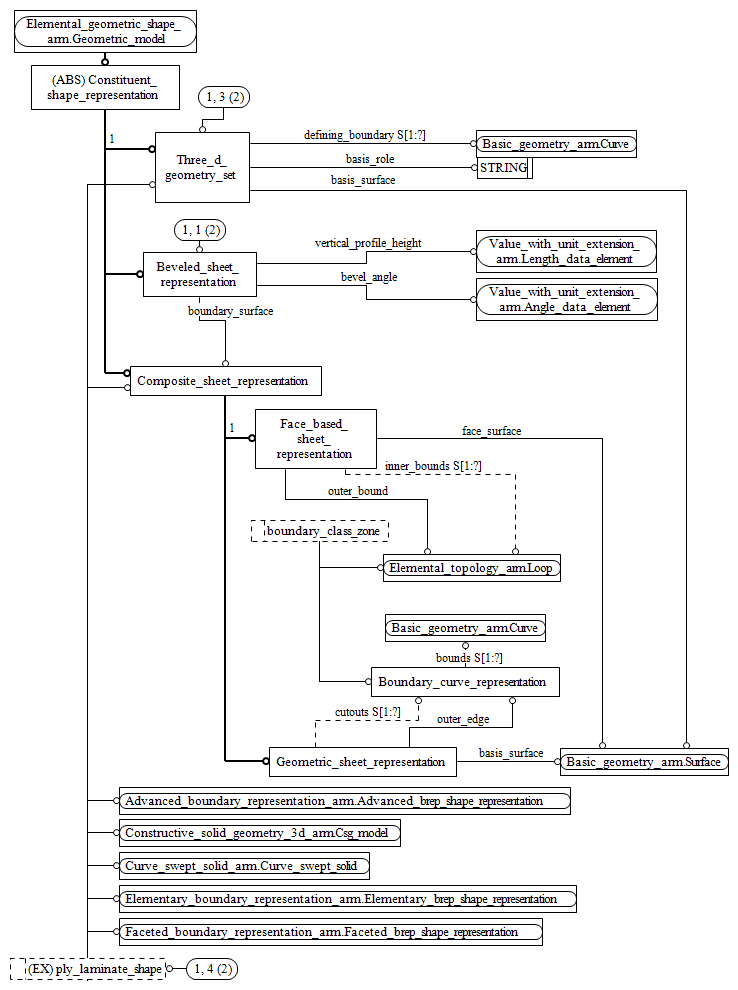 Elemental_geometric_shape_
arm.Geometric_model
(ABS) Constituent_
shape_representation
1, 3 (2)
1
defining_boundary S[1:?]
Three_d_
geometry_set
Basic_geometry_arm.Curve
basis_role
STRING
basis_surface
1, 1 (2)
vertical_profile_height
Value_with_unit_extension_
arm.Length_data_element
Beveled_sheet_
representation
bevel_angle
Value_with_unit_extension_
arm.Angle_data_element
boundary_surface
Composite_sheet_representation
1
Face_based_
sheet_
representation
face_surface
inner_bounds S[1:?]
outer_bound
boundary_class_zone
Elemental_topology_arm.Loop
Basic_geometry_arm.Curve
bounds S[1:?]
Boundary_curve_representation
cutouts S[1:?]
outer_edge
Geometric_sheet_representation
basis_surface
Basic_geometry_arm.Surface
Advanced_boundary_representation_arm.Advanced_brep_shape_representation
Constructive_solid_geometry_3d_arm.Csg_model
Curve_swept_solid_arm.Curve_swept_solid
Elementary_boundary_representation_arm.Elementary_brep_shape_representation
Faceted_boundary_representation_arm.Faceted_brep_shape_representation
(EX) ply_laminate_shape
1, 4 (2)